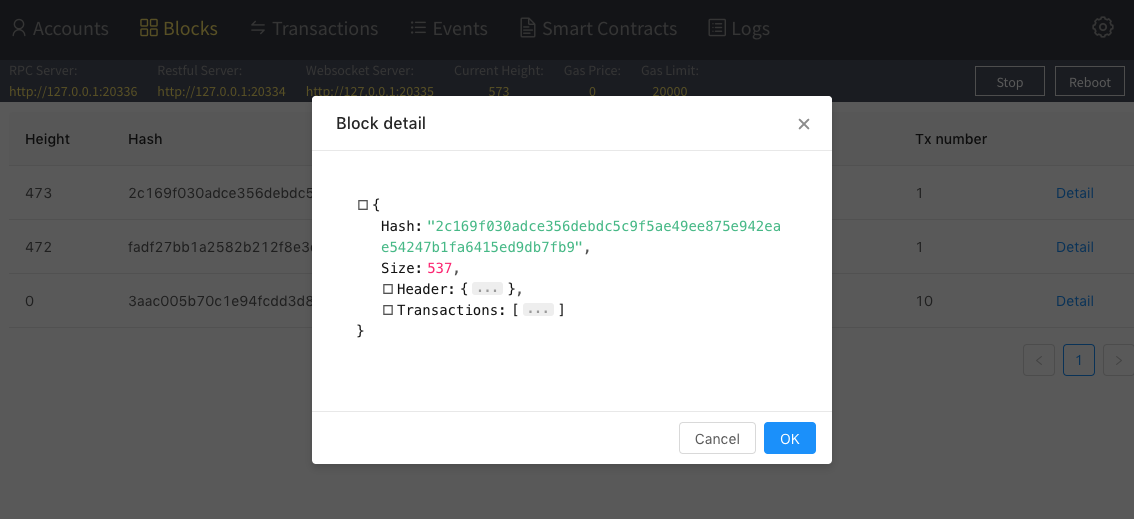 Accounts Blocks Transactions Events Smart Contracts Logs
RPC Server: Restful Server: Websocket Server: Current Height: Gas Price: Gas Limit:
http://127.0.0.1:20336 http://127.0.0.1:20334 http://127.0.0.1:20335 573 0 20000 Stop Reboot
Block detail
Height Hash Tx number
473 2c169f030adce356debdc5 1 Detail
472 fadf27bb1a2582b212f8e3 1 Detail
0 3aac005b70c1e94fcdd3d8 10 Detail
{
Hash: "2c169f030adce356debdc5c9f5ae49ee875e942ea
e54247b1fa6415ed9db7fb9",
Size: 537,
Header: { ... },
Transactions: [ ... ]
}
< 1 >
Cancel OK